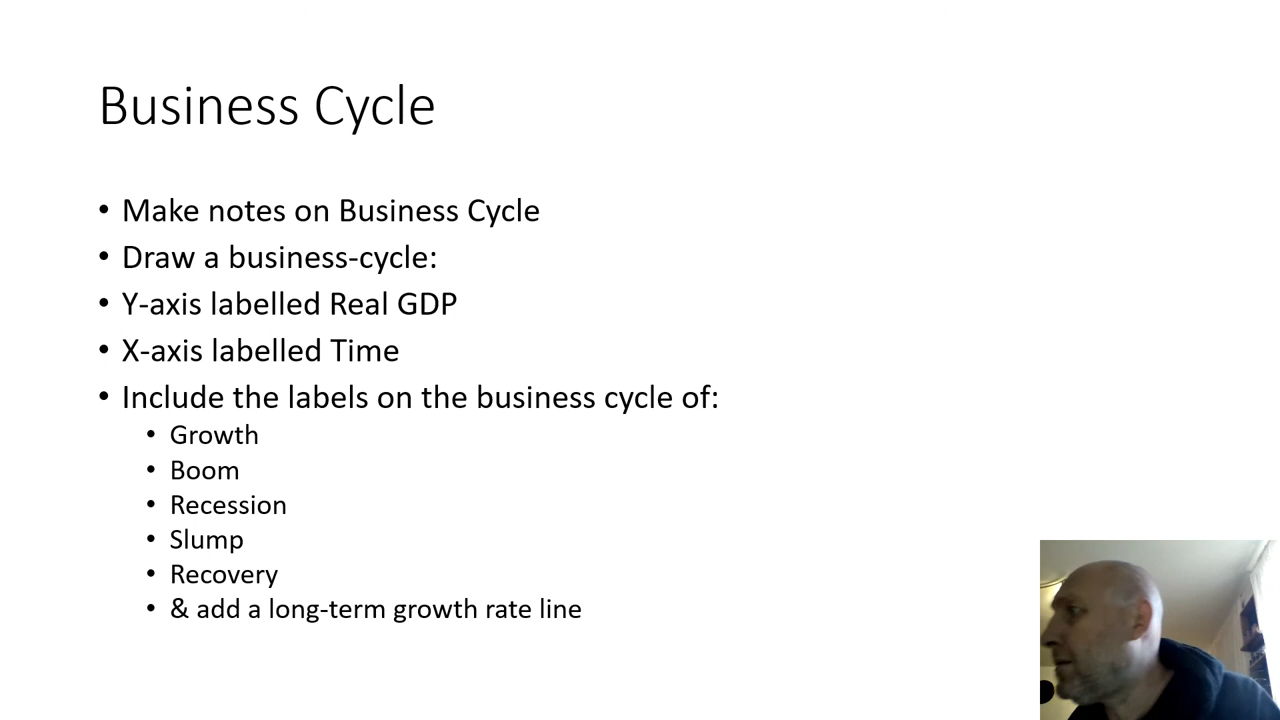 Business Cycle
• Make notes on Business Cycle
• Draw a business-cycle:
• Y-axis labelled Real GDP
• X-axis labelled Time
• Include the labels on the business cycle of:
• Growth
• Boom
• Recession
• Slump
• Recovery
• & add a long-term growth rate line